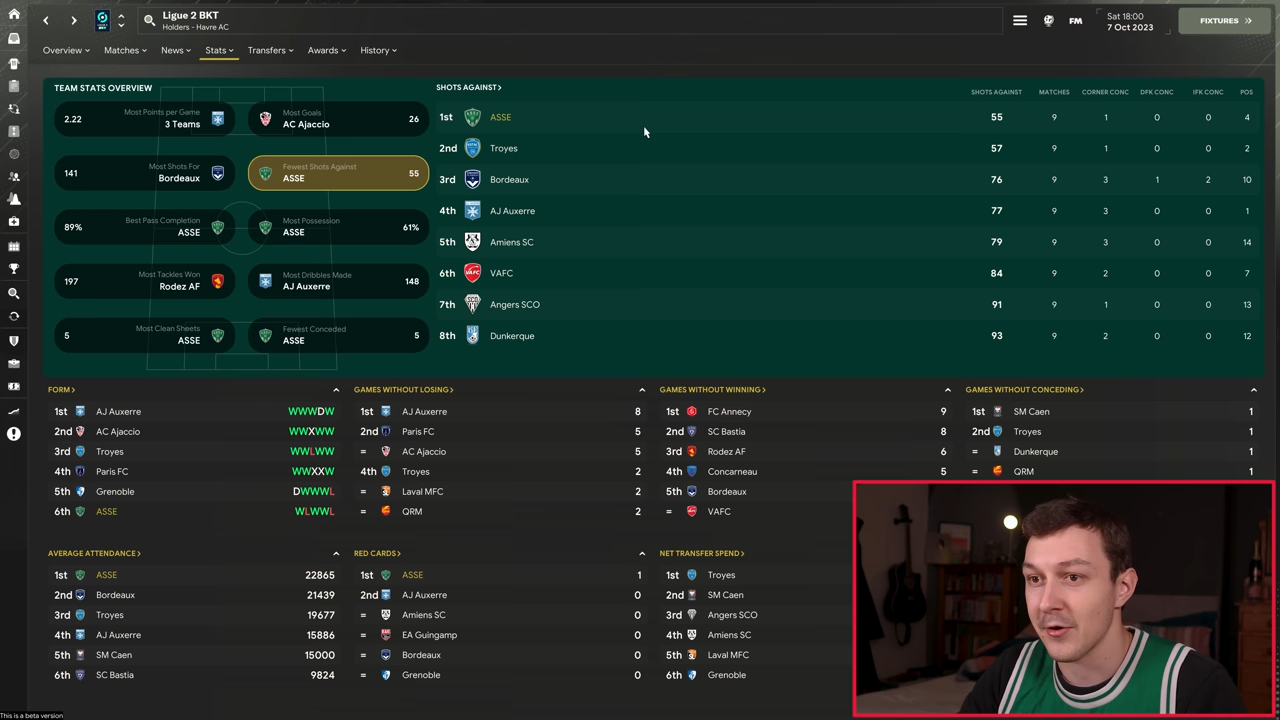 Ligue 2 BKT
Holders - Havre AC
FM
Sat 18:00
7 Oct 2023
FIXTURES
Overview Matches News Stats Transfers Awards History
TEAM STATS OVERVIEW
2.22 Most Points per Game 3 Teams
Most Goals AC Ajaccio 26
141 Most Shots For Bordeaux
Fewest Shots Against ASSE 55
89% Best Pass Completion ASSE
Most Possession ASSE 61%
197 Most Tackles Won Rodez AF
Most Dribbles Made AJ Auxerre 148
5 Most Clean Sheets ASSE
Fewest Conceded ASSE 5
SHOTS AGAINST SHOTS AGAINST MATCHES CORNER CONC DFK CONC IFK CONC POS
1st ASSE 55 9 1 0 0 4
2nd Troyes 57 9 1 0 0 2
3rd Bordeaux 76 9 3 1 2 10
4th AJ Auxerre 77 9 3 0 0 1
5th Amiens SC 79 9 3 0 0 14
6th VAFC 84 9 2 0 0 7
7th Angers SCO 91 9 1 0 0 13
8th Dunkerque 93 9 2 0 0 12
FORM
1st AJ Auxerre WWWDW
2nd AC Ajaccio WWXWW
3rd Troyes WWLWW
4th Paris FC WWXXW
5th Grenoble DWWWL
6th ASSE WLWWL
GAMES WITHOUT LOSING
1st AJ Auxerre 8
2nd Paris FC 5
= AC Ajaccio 5
4th Troyes 2
= Laval MFC 2
= QRM 2
GAMES WITHOUT WINNING
1st FC Annecy 9
2nd SC Bastia 8
3rd Rodez AF 6
4th Concarneau 5
5th Bordeaux
= VAFC
GAMES WITHOUT CONCEDING
1st SM Caen 1
2nd Troyes 1
= Dunkerque 1
= QRM 1
AVERAGE ATTENDANCE
1st ASSE 22865
2nd Bordeaux 21439
3rd Troyes 19677
4th AJ Auxerre 15886
5th SM Caen 15000
6th SC Bastia 9824
RED CARDS
1st ASSE 1
2nd AJ Auxerre 0
= Amiens SC 0
= EA Guingamp 0
= Bordeaux 0
= Grenoble 0
NET TRANSFER SPEND
1st Troyes
2nd SM Caen
3rd Angers SCO
4th Amiens SC
5th Laval MFC
6th Grenoble
This is a beta version